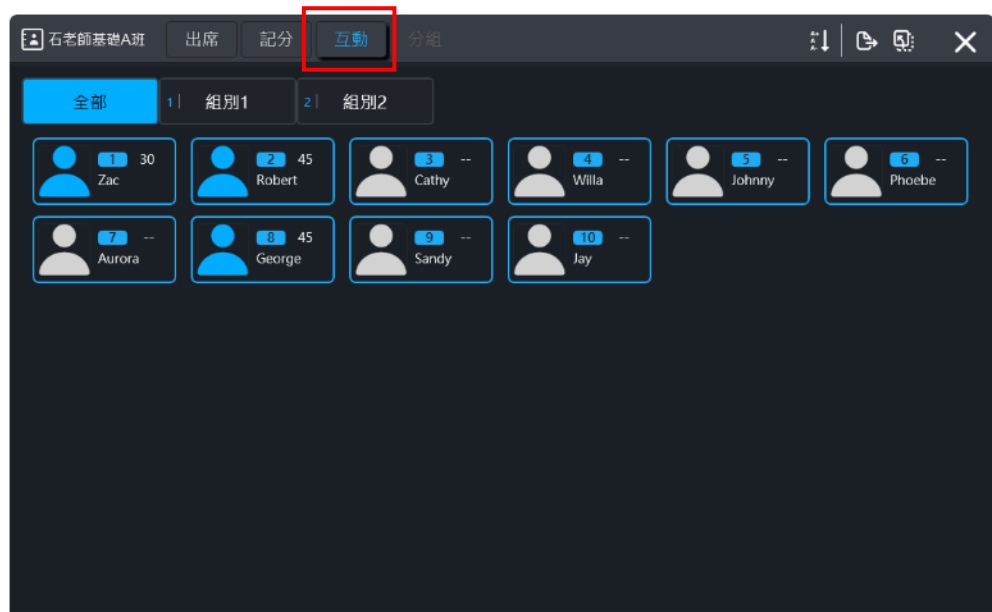 石老師基礎A班 出席 記分 互動 分組
全部 1 組別1 2 組別2
1 30 2 45 3 -- 4 -- 5 -- 6 --
Zac Robert Cathy Willa Johnny Phoebe
7 -- 8 45 9 -- 10 --
Aurora George Sandy Jay